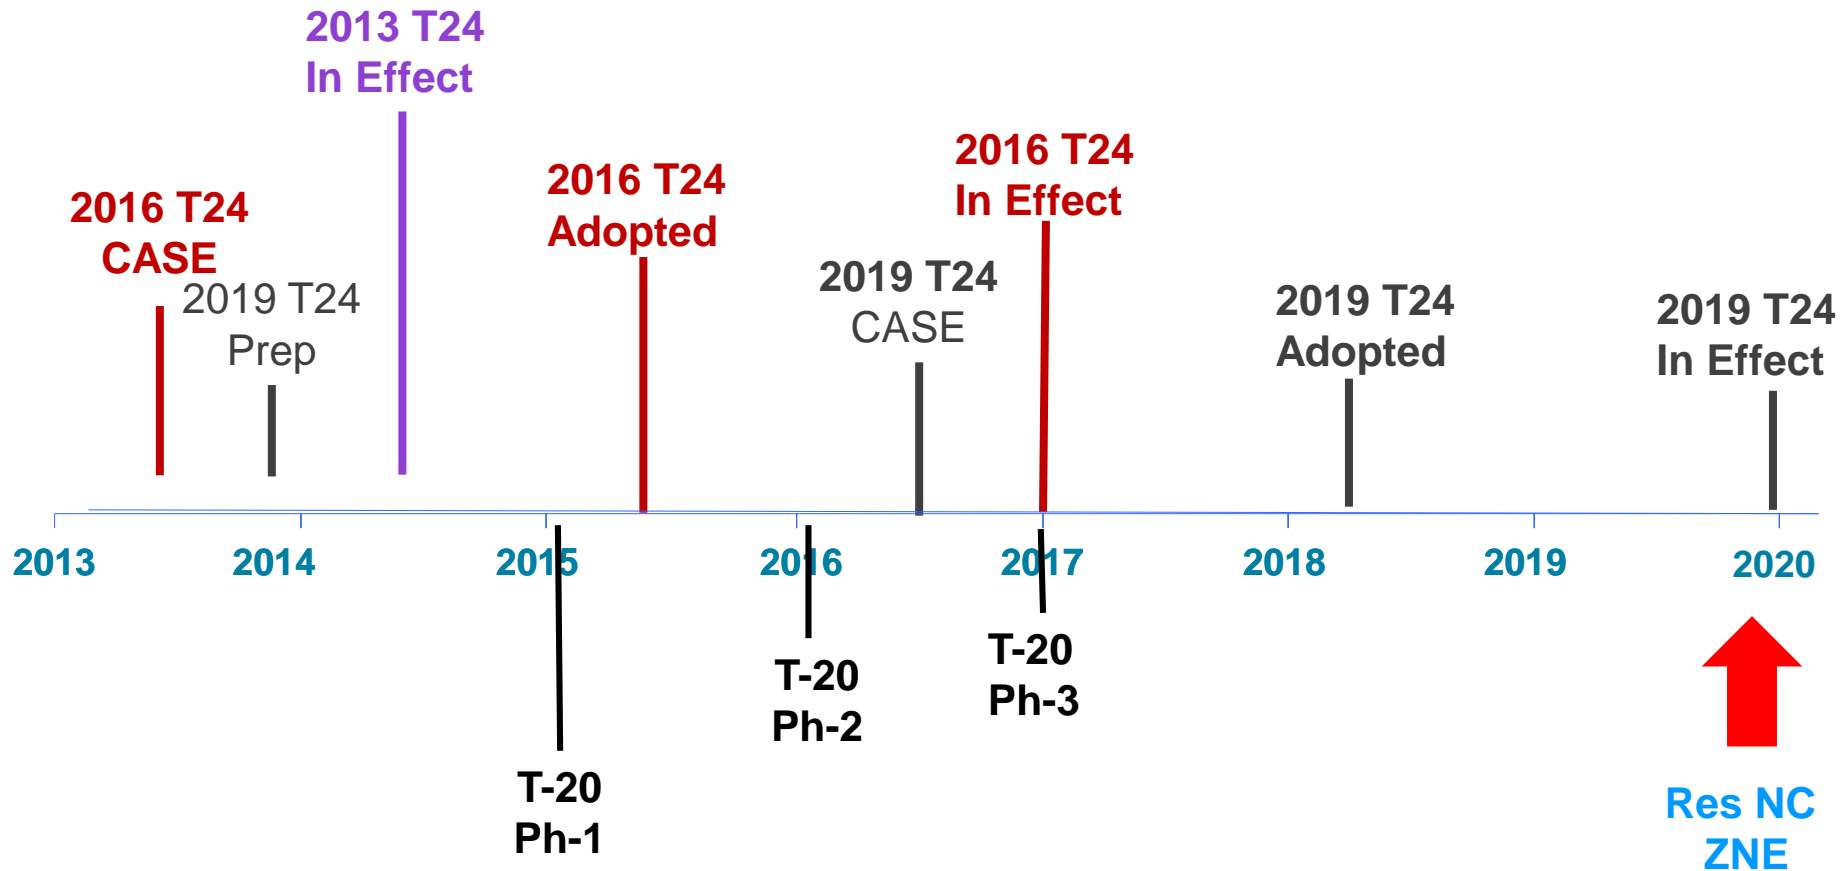 2013 T24
In Effect
2016 T24
CASE
2019 T24
Prep
2016 T24
Adopted
2019 T24
CASE
2016 T24
In Effect
2019 T24
Adopted
2019 T24
In Effect
2013
2014
2015
2016
2017
2018
2019
2020
T-20
Ph-1
T-20
Ph-2
T-20
Ph-3
Res NC
ZNE